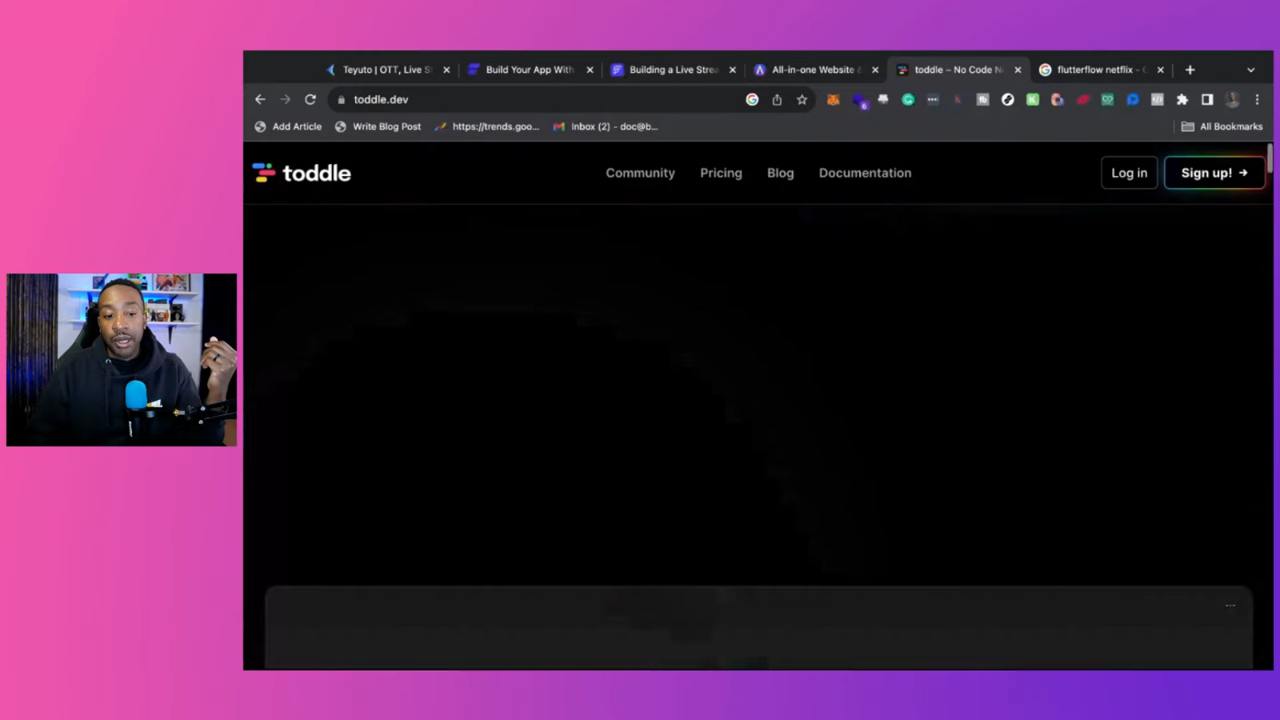 Teyuto | OTT, Live S
Build Your App With
Building a Live Strea
All-in-one Website &
toddle – No Code N
flutterflow netflix - G
toddle.dev
6
Add Article
Write Blog Post
https://trends.goo...
Inbox (2) - doc@b...
All Bookmarks
toddle
Community
Pricing
Blog
Documentation
Log in
Sign up! →